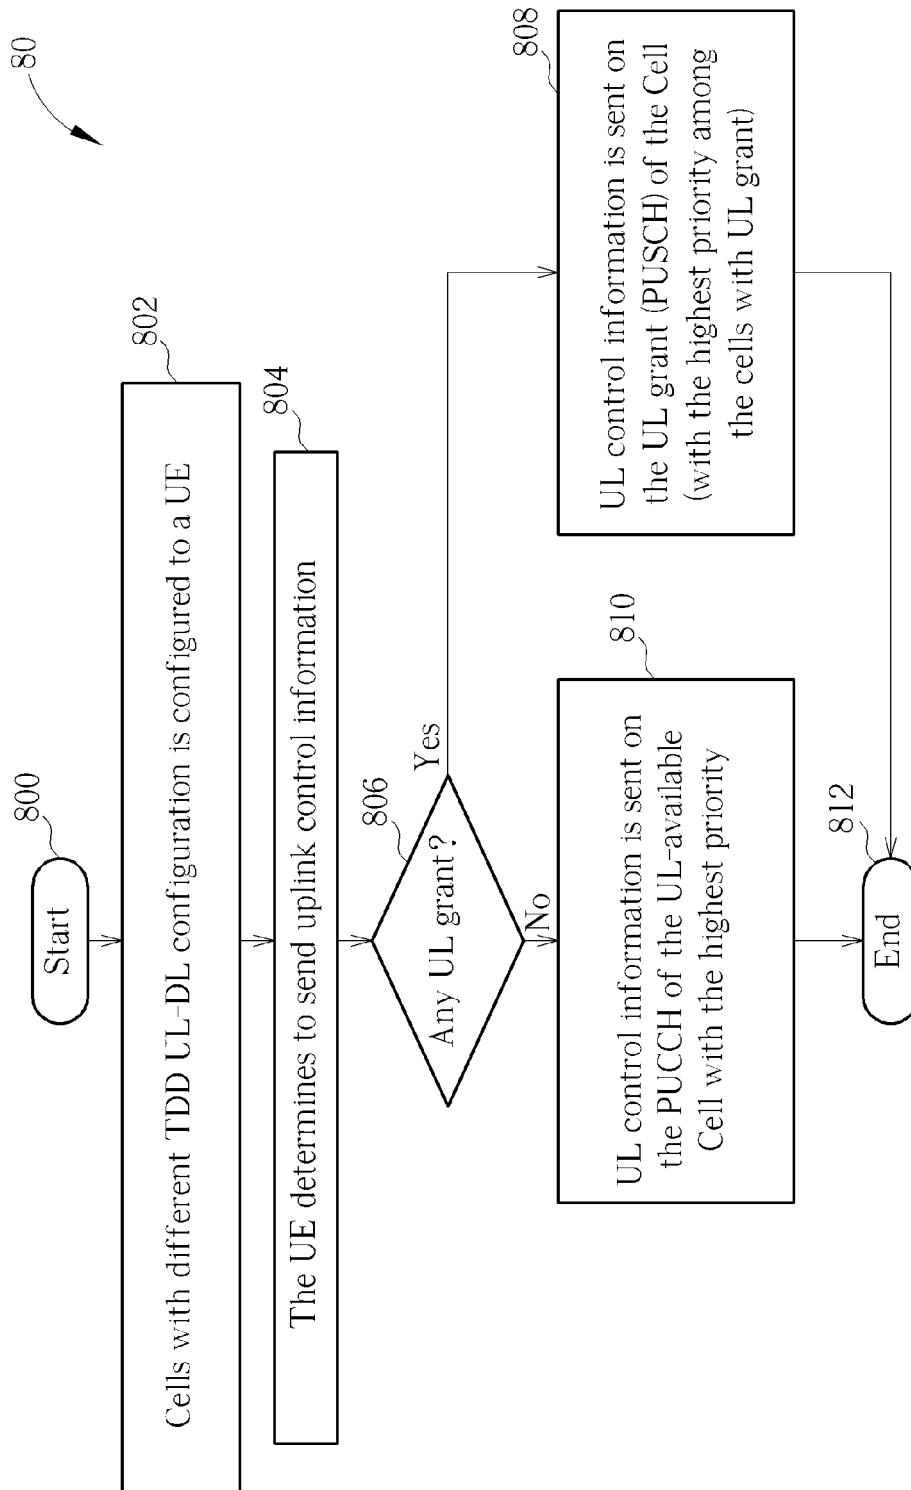 80
800
Start
802
Cells with different TDD UL-DL configuration is configured to a UE
804
The UE determines to send uplink control information
806
Any UL grant?
Yes
No
808
UL control information is sent on
the UL grant (PUSCH) of the Cell
(with the highest priority among
the cells with UL grant)
810
UL control information is sent on
the PUCCH of the UL-available
Cell with the highest priority
812
End